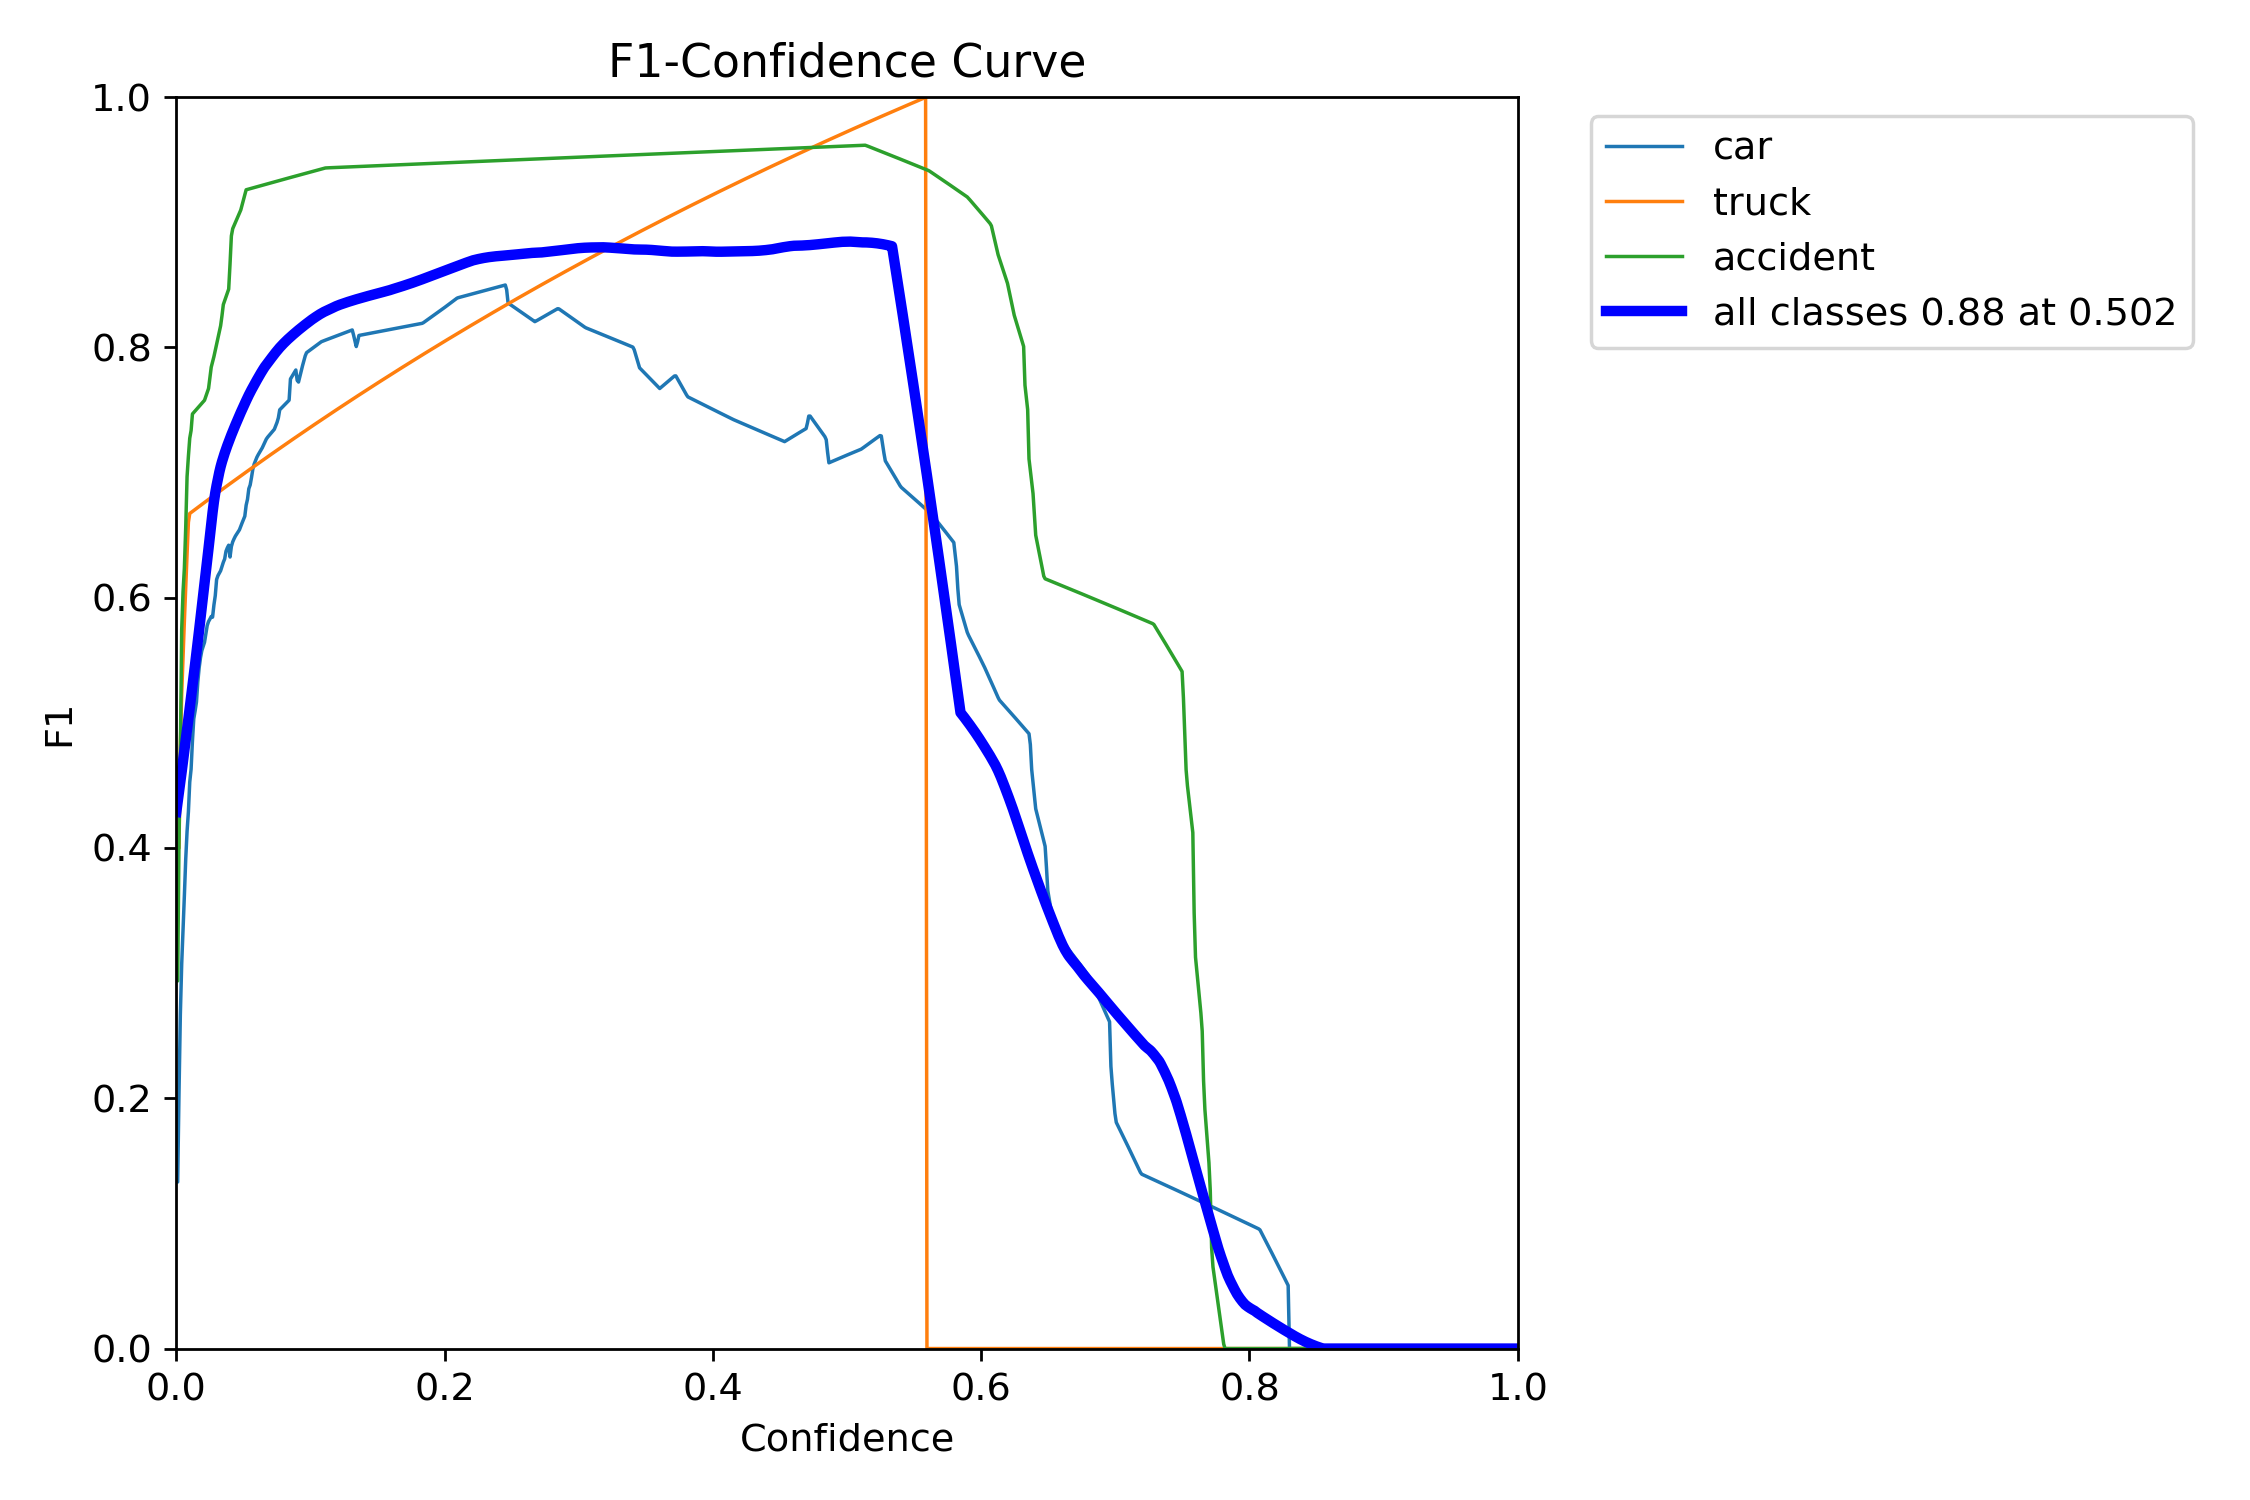 F1-Confidence Curve
1.0
0.8
0.6
0.4
0.2
0.0
F1
0.0 0.2 0.4 0.6 0.8 1.0
Confidence
car
truck
accident
all classes 0.88 at 0.502